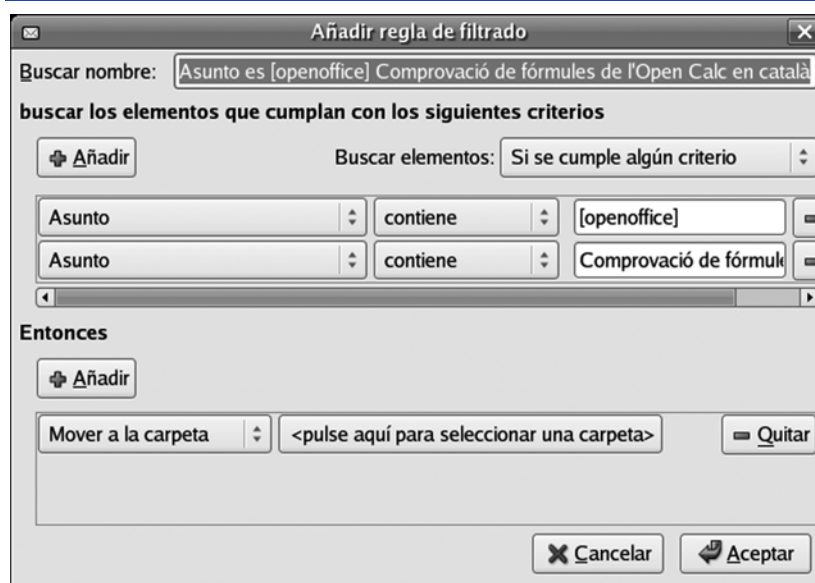 Añadir regla de filtrado
Buscar nombre: Asunto es [openoffice] Comprovació de fórmules de l'Open Calc en català
buscar los elementos que cumplan con los siguientes criterios
Añadir Buscar elementos: Si se cumple algún criterio
Asunto contiene [openoffice]
Asunto contiene Comprovació de fórmule
Entonces
Añadir
Mover a la carpeta <pulse aquí para seleccionar una carpeta> Quitar
Cancelar Aceptar